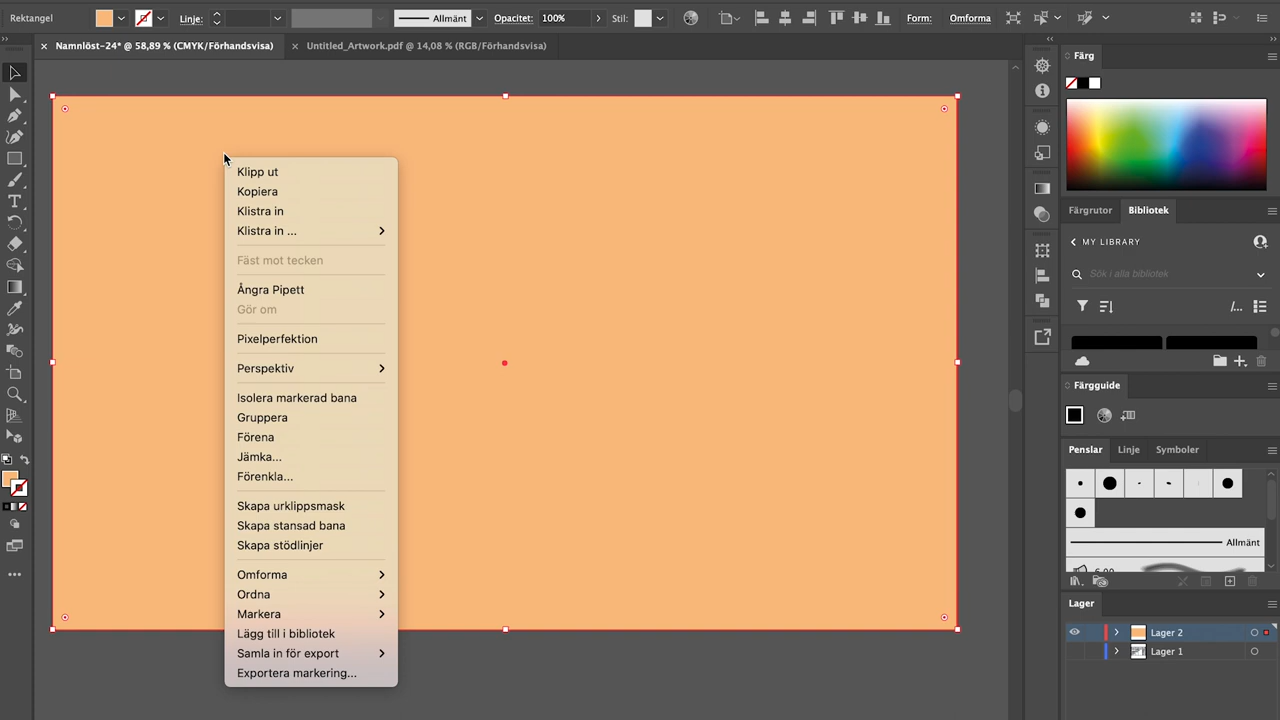 Rektangel
Linje:
Allmänt
Opacitet: 100%
Stil:
Form:
Omforma
Namnlöst-24* @ 58,89 % (CMYK/Förhandsvisa)
Untitled_Artwork.pdf @ 14,08 % (RGB/Förhandsvisa)
Klipp ut
Kopiera
Klistra in
Klistra in ...
Fäst mot tecken
Ångra Pipett
Gör om
Pixelperfektion
Perspektiv
Isolera markerad bana
Gruppera
Förena
Jämka...
Förenkla...
Skapa urklippsmask
Skapa stansad bana
Skapa stödlinjer
Omforma
Ordna
Markera
Lägg till i bibliotek
Samla in för export
Exportera markering...
Färg
Färgrutor
Bibliotek
MY LIBRARY
Sök i alla bibliotek
Färgguide
Penslar
Linje
Symboler
Allmänt
6,00
Lager
Lager 2
Lager 1